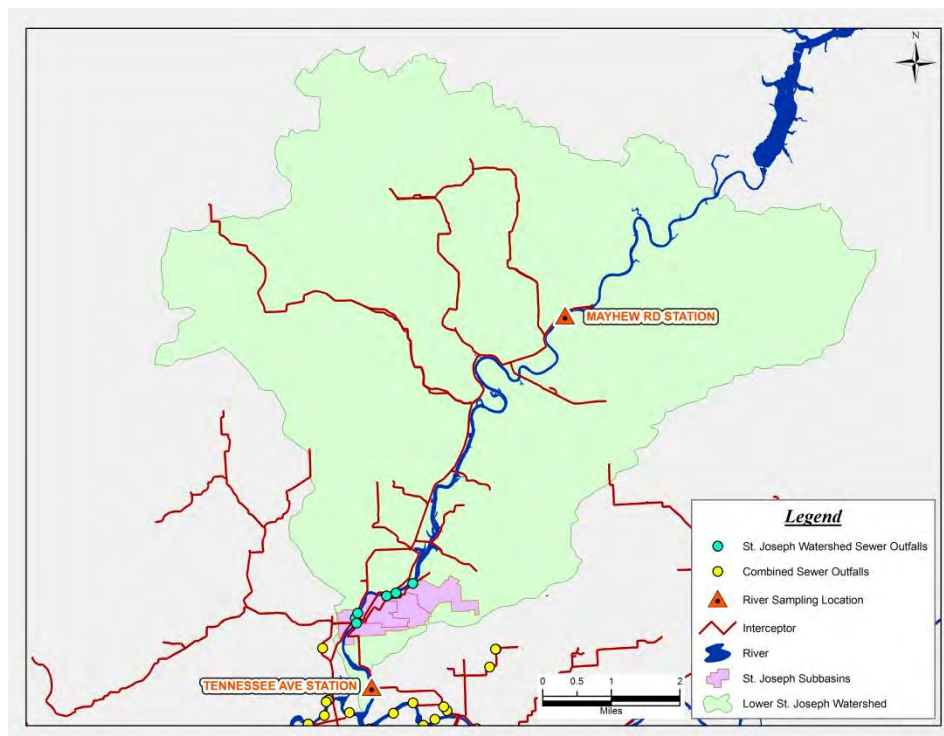 N
MAYHEW RD STATION
TENNESSEE AVE STATION
0 0.5 1 2
Miles
Legend
St. Joseph Watershed Sewer Outfalls
Combined Sewer Outfalls
River Sampling Location
Interceptor
River
St. Joseph Subbasins
Lower St. Joseph Watershed